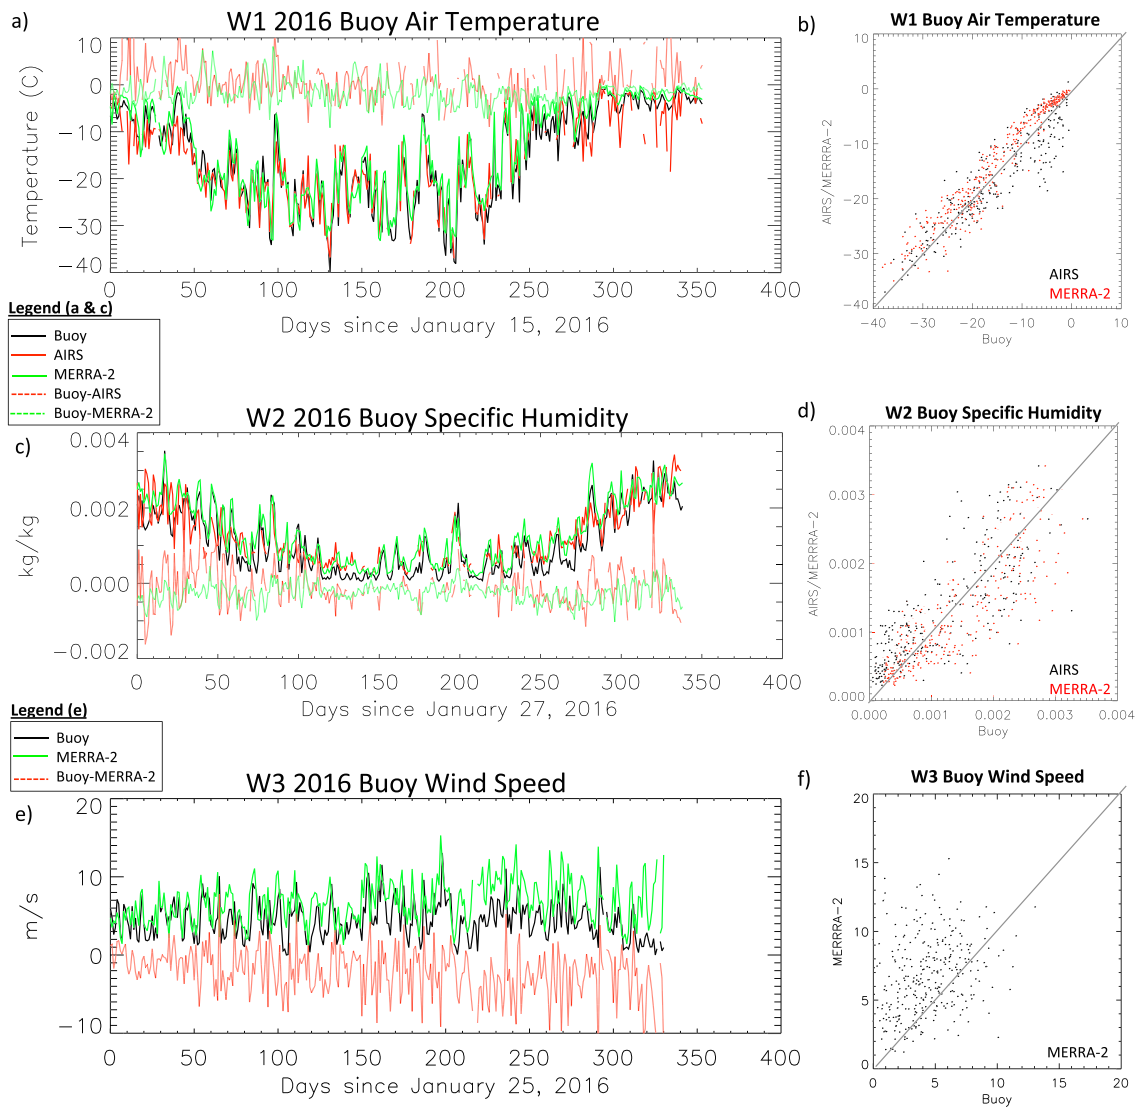 a)
W1 2016 Buoy Air Temperature
10
0
−10
−20
−30
−40
Temperature (C)
0 50 100 150 200 250 300 350 400
Days since January 15, 2016
b)
W1 Buoy Air Temperature
10
0
−10
−20
−30
−40
AIRS/MERRRA−2
AIRS
MERRA-2
−40 −30 −20 −10 0 10
Buoy
Legend (a & c)
Buoy
AIRS
MERRA-2
Buoy-AIRS
Buoy-MERRA-2
c)
W2 2016 Buoy Specific Humidity
0.004
0.002
0.000
−0.002
kg/kg
0 50 100 150 200 250 300 350 400
Days since January 27, 2016
d)
W2 Buoy Specific Humidity
0.004
0.003
0.002
0.001
0.000
AIRS/MERRRA−2
AIRS
MERRA-2
0.000 0.001 0.002 0.003 0.004
Buoy
Legend (e)
Buoy
MERRA-2
Buoy-MERRA-2
e)
W3 2016 Buoy Wind Speed
20
10
0
−10
m/s
0 50 100 150 200 250 300 350 400
Days since January 25, 2016
f)
W3 Buoy Wind Speed
20
15
10
5
0
MERRRA−2
MERRA-2
0 5 10 15 20
Buoy